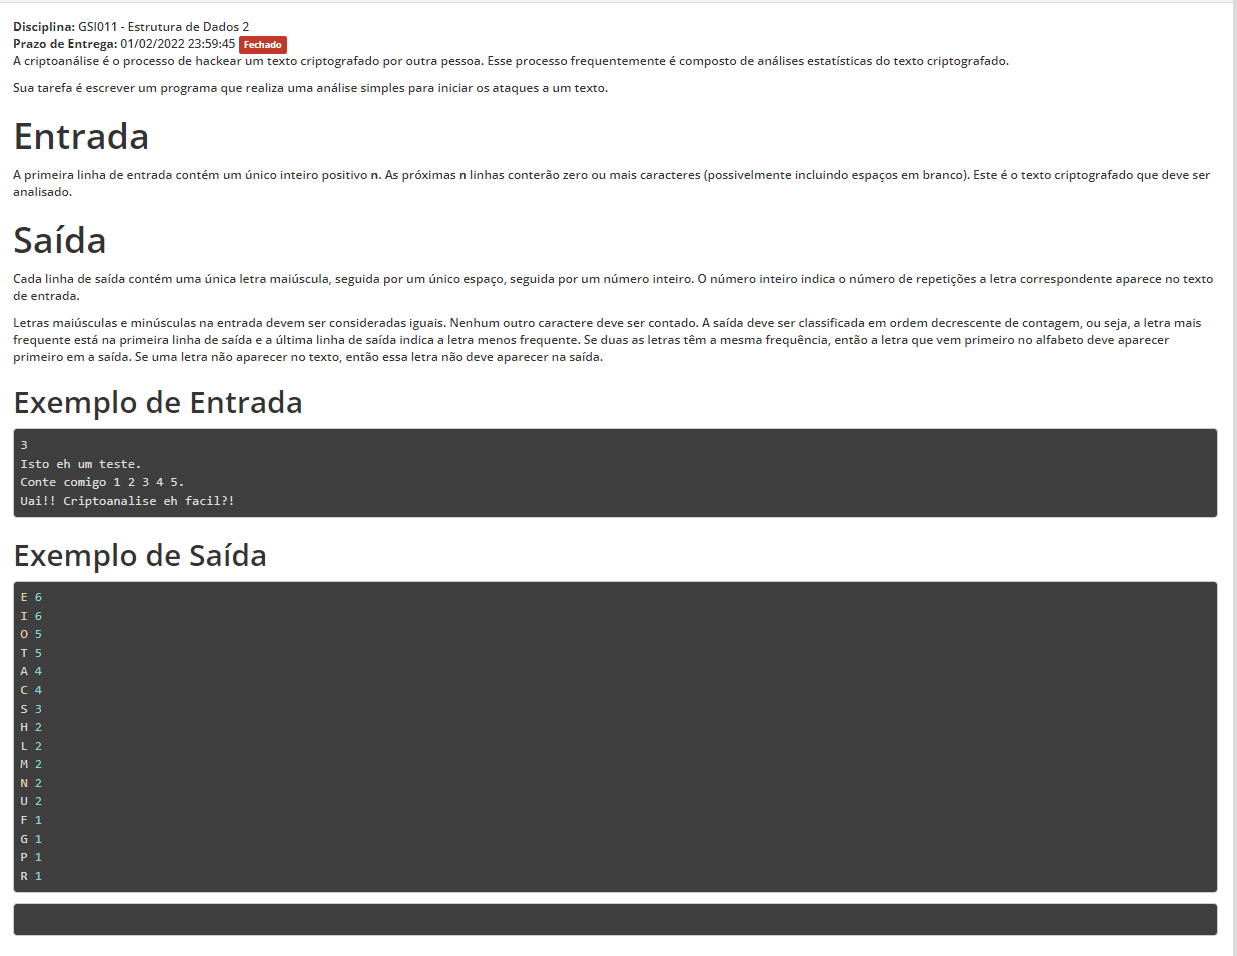 Disciplina: GSI011 - Estrutura de Dados 2
Prazo de Entrega: 01/02/2022 23:59:45 Fechado
A criptoanálise é o processo de hackear um texto criptografado por outra pessoa. Esse processo frequentemente é composto de análises estatísticas do texto criptografado.
Sua tarefa é escrever um programa que realiza uma análise simples para iniciar os ataques a um texto.
Entrada
A primeira linha de entrada contém um único inteiro positivo n. As próximas n linhas conterão zero ou mais caracteres (possivelmente incluindo espaços em branco). Este é o texto criptografado que deve ser
analisado.
Saída
Cada linha de saída contém uma única letra maiúscula, seguida por um único espaço, seguida por um número inteiro. O número inteiro indica o número de repetições a letra correspondente aparece no texto
de entrada.
Letras maiúsculas e minúsculas na entrada devem ser consideradas iguais. Nenhum outro caractere deve ser contado. A saída deve ser classificada em ordem decrescente de contagem, ou seja, a letra mais
frequente está na primeira linha de saída e a última linha de saída indica a letra menos frequente. Se duas as letras têm a mesma frequência, então a letra que vem primeiro no alfabeto deve aparecer
primeiro em a saída. Se uma letra não aparecer no texto, então essa letra não deve aparecer na saída.
Exemplo de Entrada
3
Isto eh um teste.
Conte comigo 1 2 3 4 5.
Uai!! Criptoanalise eh facil?!
Exemplo de Saída
E 6
I 6
O 5
T 5
A 4
C 4
S 3
H 2
L 2
M 2
N 2
U 2
F 1
G 1
P 1
R 1